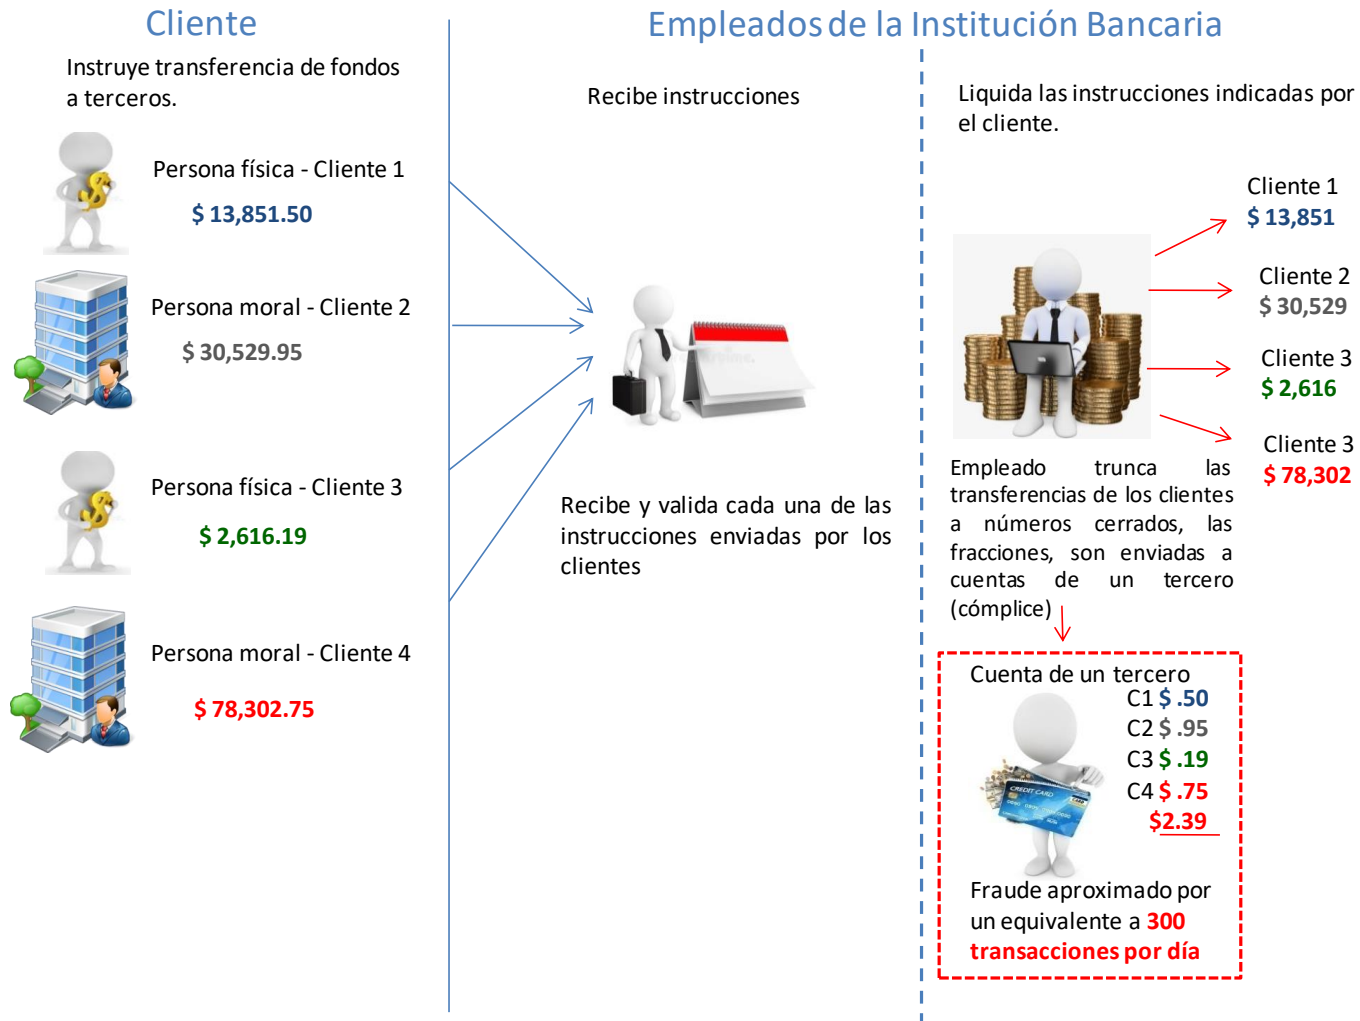 Cliente
Instruye transferencia de fondos
a terceros.
Persona física - Cliente 1
$ 13,851.50
Persona moral - Cliente 2
$ 30,529.95
Persona física - Cliente 3
$ 2,616.19
Persona moral - Cliente 4
$ 78,302.75
Empleados de la Institución Bancaria
Recibe instrucciones
Recibe y valida cada una de las
instrucciones enviadas por los
clientes
Liquida las instrucciones indicadas por
el cliente.
Cliente 1
$ 13,851
Cliente 2
$ 30,529
Cliente 3
$ 2,616
Cliente 3
$ 78,302
Empleado trunca las
transferencias de los clientes
a números cerrados, las
fracciones, son enviadas a
cuentas de un tercero
(cómplice)
Cuenta de un tercero
C1 $ .50
C2 $ .95
C3 $ .19
C4 $ .75
$2.39
CREDIT CARD
Fraude aproximado por
un equivalente a 300
transacciones por día